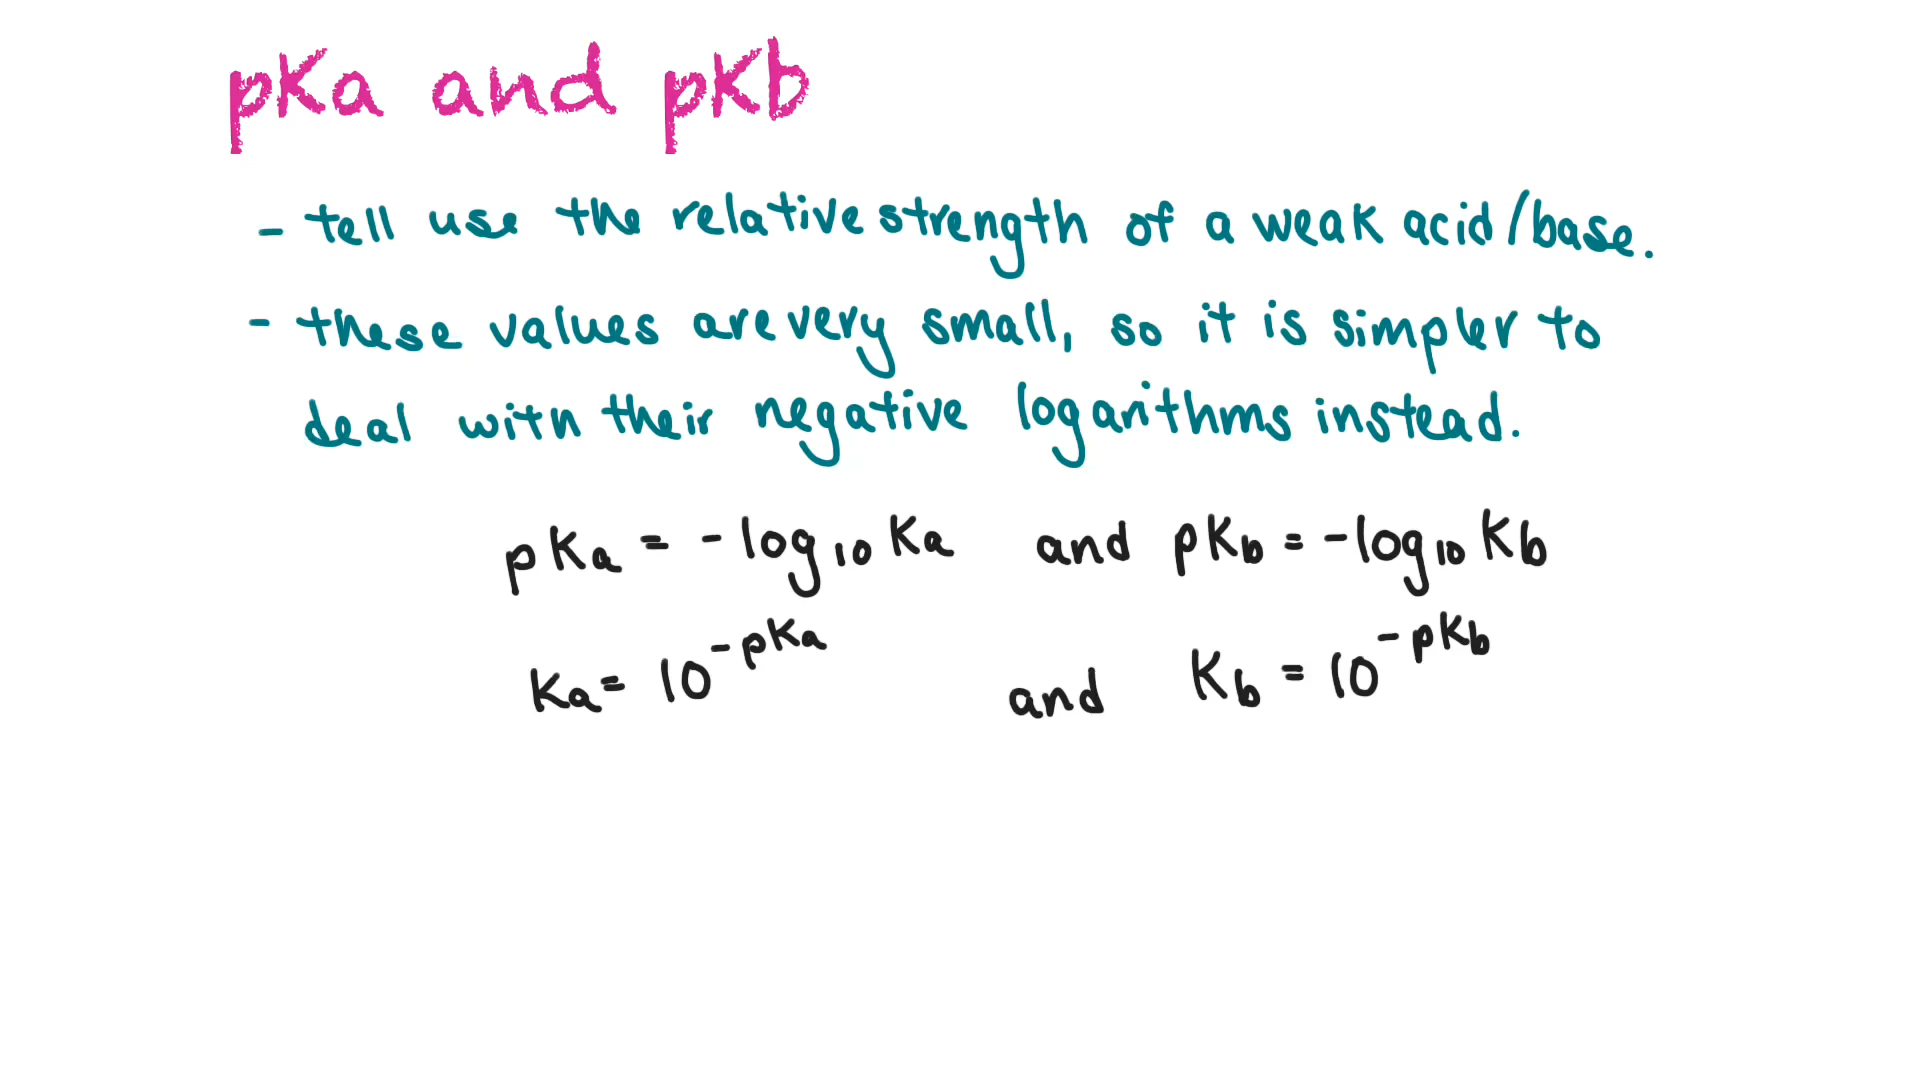 pKa and pKb
- tell use the relative strength of a weak acid/base.
- these values are very small, so it is simpler to
deal with their negative logarithms instead.
pKa = -log₁₀ Ka and pKb = -log₁₀ Kb
Ka = 10^-pKa and Kb = 10^-pKb